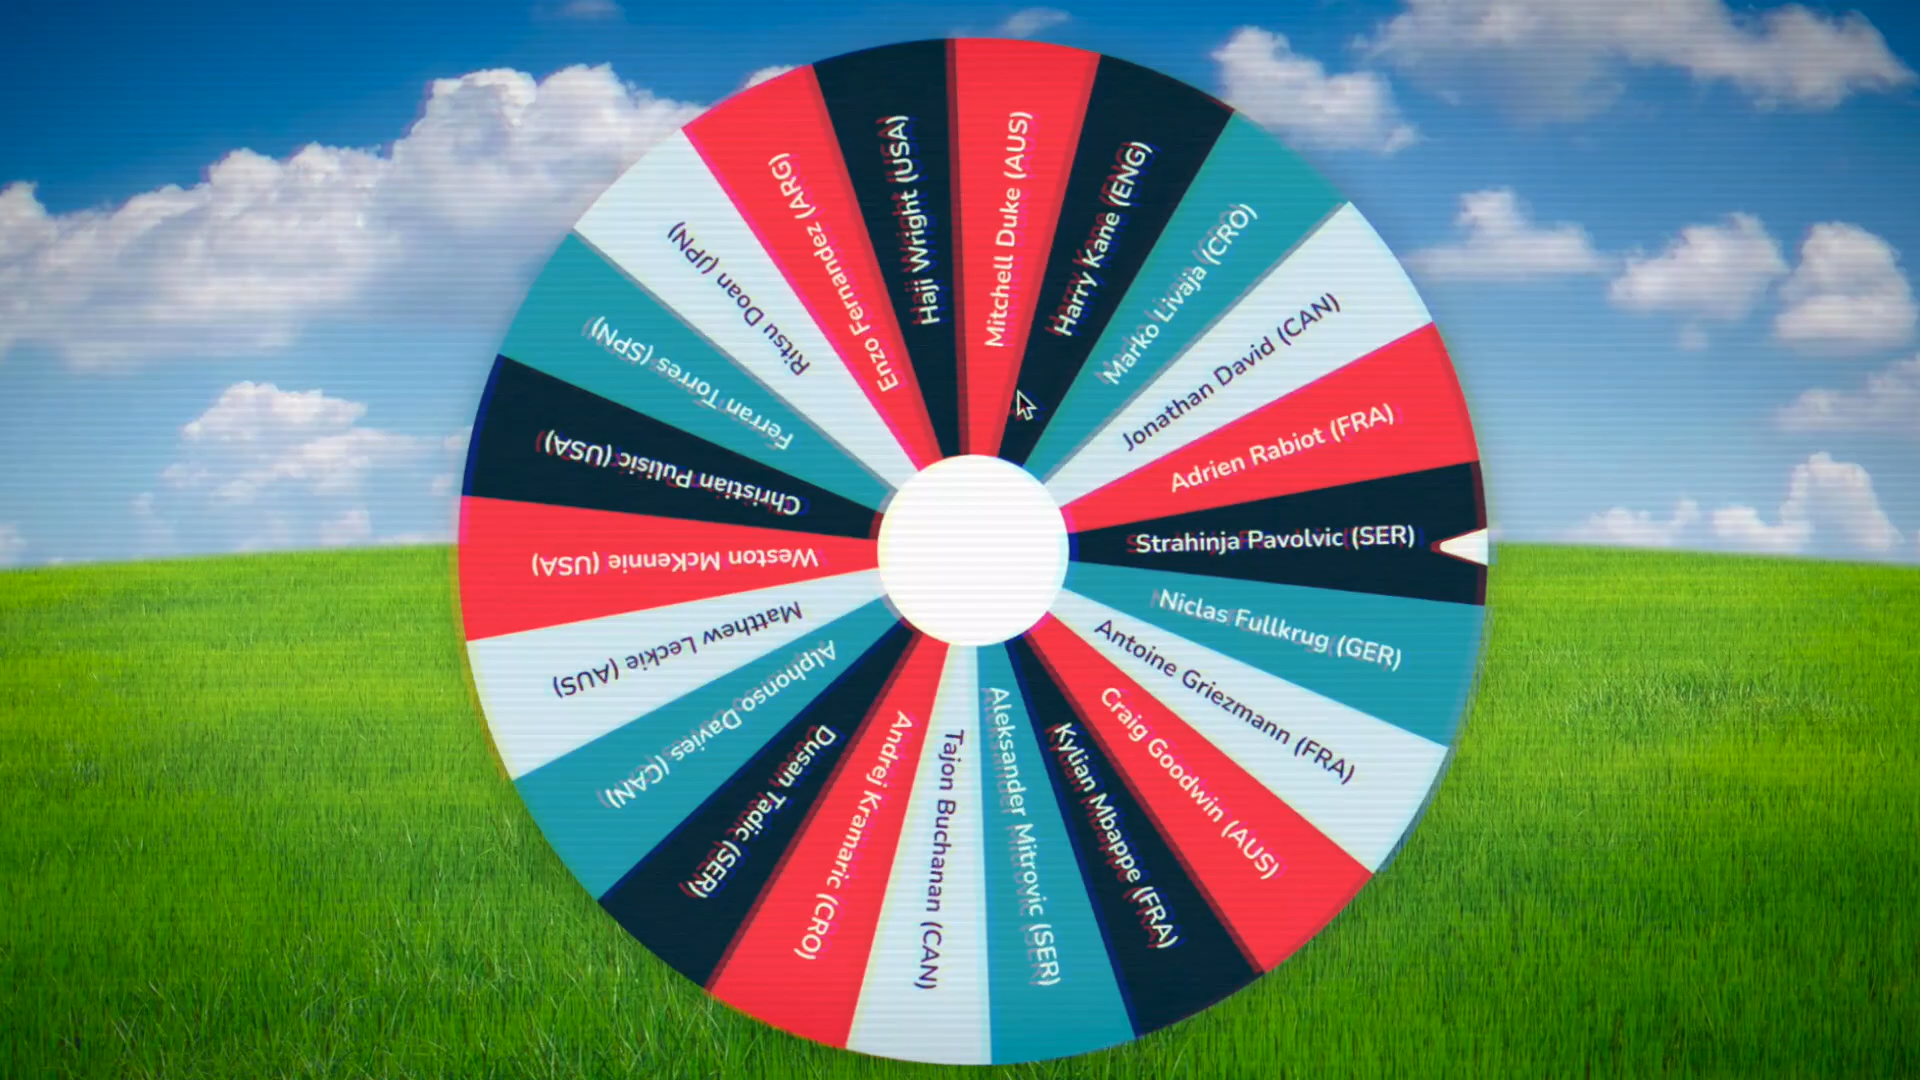 Mitchell Duke (AUS)
Harry Kane (ENG)
Marko Livaja (CRO)
Jonathan David (CAN)
Adrien Rabiot (FRA)
Strahinja Pavolvic (SER)
Niclas Fullkrug (GER)
Antoine Griezmann (FRA)
Craig Goodwin (AUS)
Kylian Mbappe (FRA)
Aleksander Mitrovic (SER)
Tajon Buchanan (CAN)
Andrej Kramaric (CRO)
Dusan Tadic (SER)
Alphonso Davies (CAN)
Matthew Leckie (AUS)
Weston McKennie (USA)
Christian Pulisic (USA)
Ferran Torres (SPN)
Ritsu Doan (JPN)
Enzo Fernandez (ARG)
Haji Wright (USA)